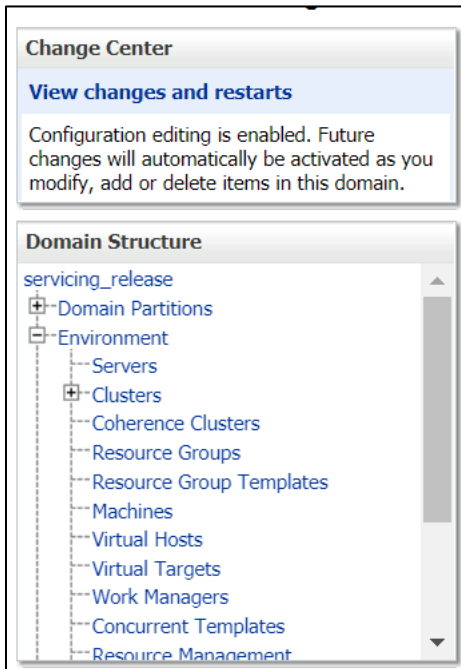 Change Center
View changes and restarts
Configuration editing is enabled. Future
changes will automatically be activated as you
modify, add or delete items in this domain.
Domain Structure
servicing_release
Domain Partitions
Environment
Servers
Clusters
Coherence Clusters
Resource Groups
Resource Group Templates
Machines
Virtual Hosts
Virtual Targets
Work Managers
Concurrent Templates
Resource Management